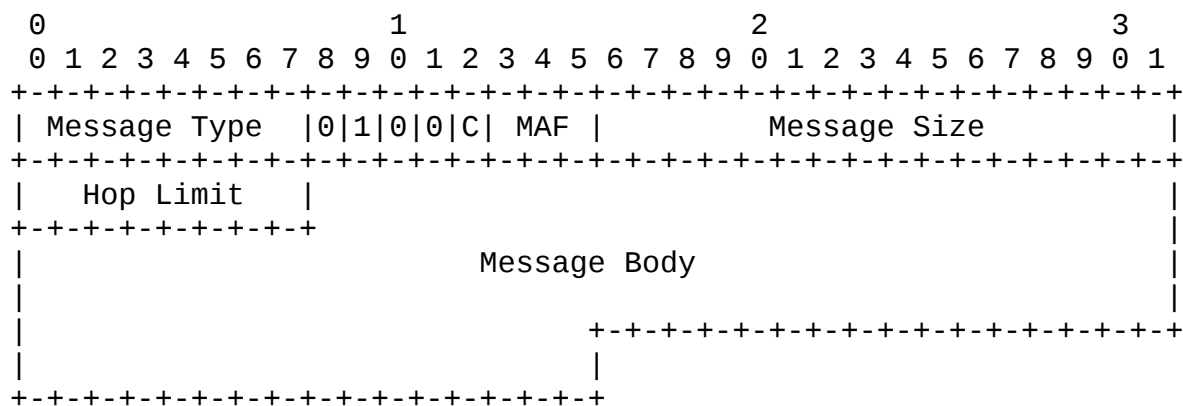 0                   1                   2                   3
 0 1 2 3 4 5 6 7 8 9 0 1 2 3 4 5 6 7 8 9 0 1 2 3 4 5 6 7 8 9 0 1
+-+-+-+-+-+-+-+-+-+-+-+-+-+-+-+-+-+-+-+-+-+-+-+-+-+-+-+-+-+-+-+-+
| Message Type  |0|1|0|0|C| MAF |         Message Size          |
+-+-+-+-+-+-+-+-+-+-+-+-+-+-+-+-+-+-+-+-+-+-+-+-+-+-+-+-+-+-+-+-+
|   Hop Limit   |                                               |
+-+-+-+-+-+-+-+-+                                               |
|                         Message Body                          |
|                                                               |
|                               +-+-+-+-+-+-+-+-+-+-+-+-+-+-+-+-+
|                               |
+-+-+-+-+-+-+-+-+-+-+-+-+-+-+-+-+